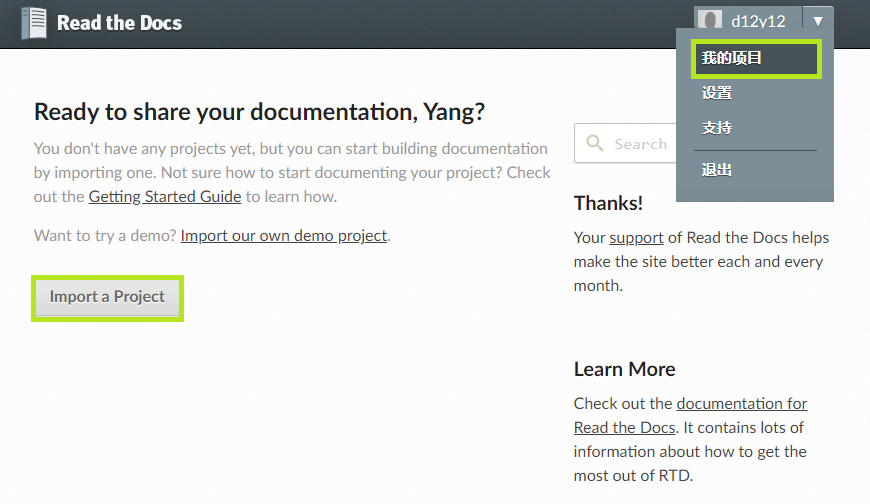 Read the Docs
d12y12 ▼
我的项目
设置
支持
退出
Ready to share your documentation, Yang?
You don't have any projects yet, but you can start building documentation
by importing one. Not sure how to start documenting your project? Check
out the Getting Started Guide to learn how.
Want to try a demo? Import our own demo project.
Import a Project
Search
Thanks!
Your support of Read the Docs helps
make the site better each and every
month.
Learn More
Check out the documentation for
Read the Docs. It contains lots of
information about how to get the
most out of RTD.